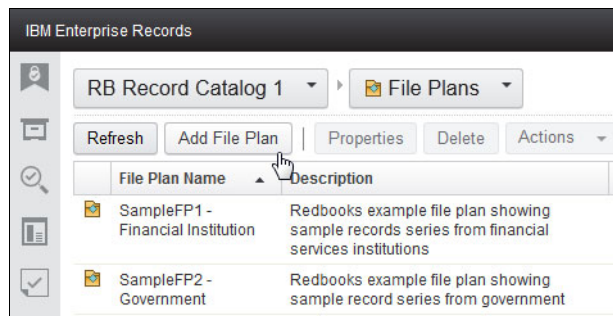 IBM Enterprise Records
RB Record Catalog 1 File Plans
Refresh Add File Plan Properties Delete Actions
File Plan Name Description
SampleFP1 - Redbooks example file plan showing
Financial Institution sample records series from financial
services institutions
SampleFP2 - Redbooks example file plan showing
Government sample record series from government